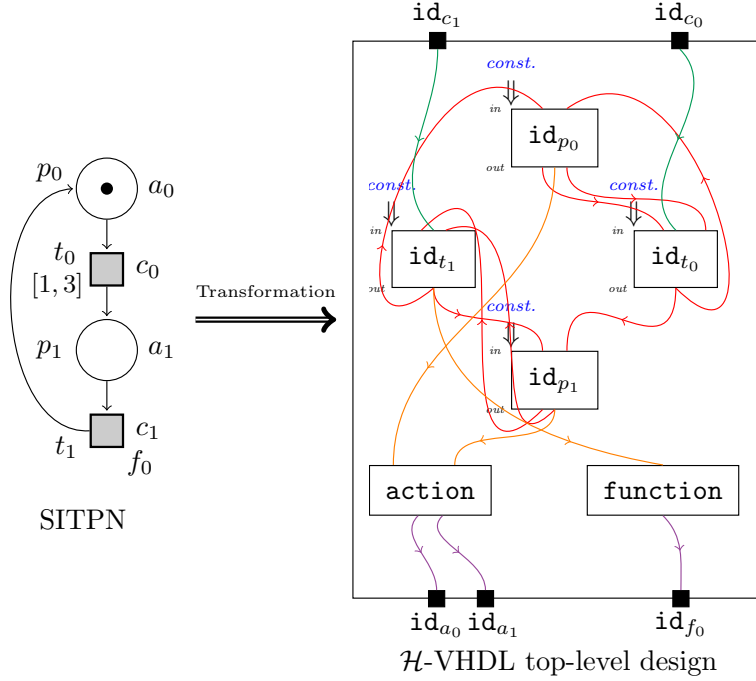 id_{c_1} id_{c_0}
const.
in
id_{p_0}
out
p_0 a_0
const. const.
in in
t_0 c_0
[1, 3]
id_{t_1} id_{t_0}
out out
Transformation
const.
p_1 a_1
in
id_{p_1}
out
t_1 c_1
f_0
action function
SITPN
id_{a_0} id_{a_1} id_{f_0}
ℋ-VHDL top-level design